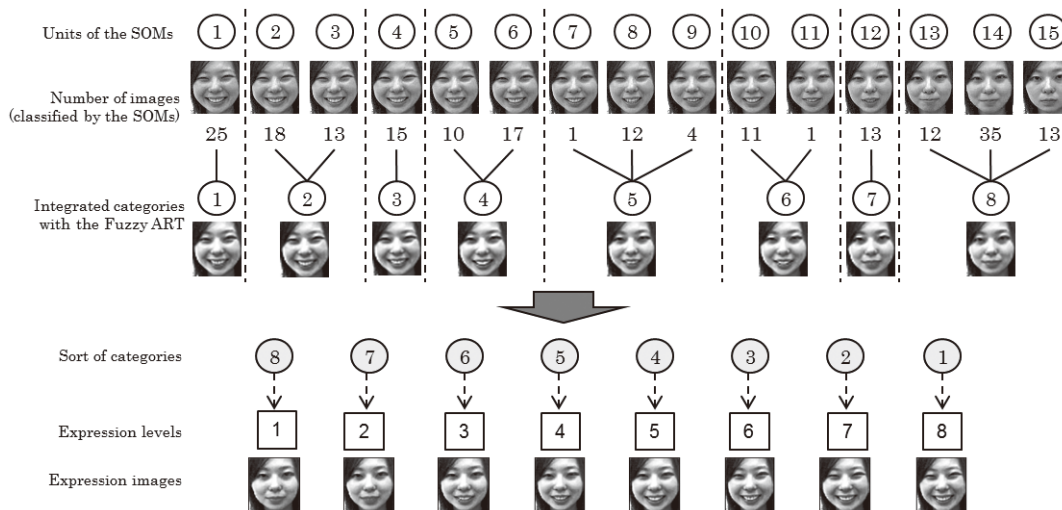 Units of the SOMs 1 2 3 4 5 6 7 8 9 10 11 12 13 14 15
Number of images
(classified by the SOMs)
25 18 13 15 10 17 1 12 4 11 1 13 12 35 13
1 2 3 4 5 6 7 8
Integrated categories
with the Fuzzy ART
Sort of categories 8 7 6 5 4 3 2 1
Expression levels 1 2 3 4 5 6 7 8
Expression images